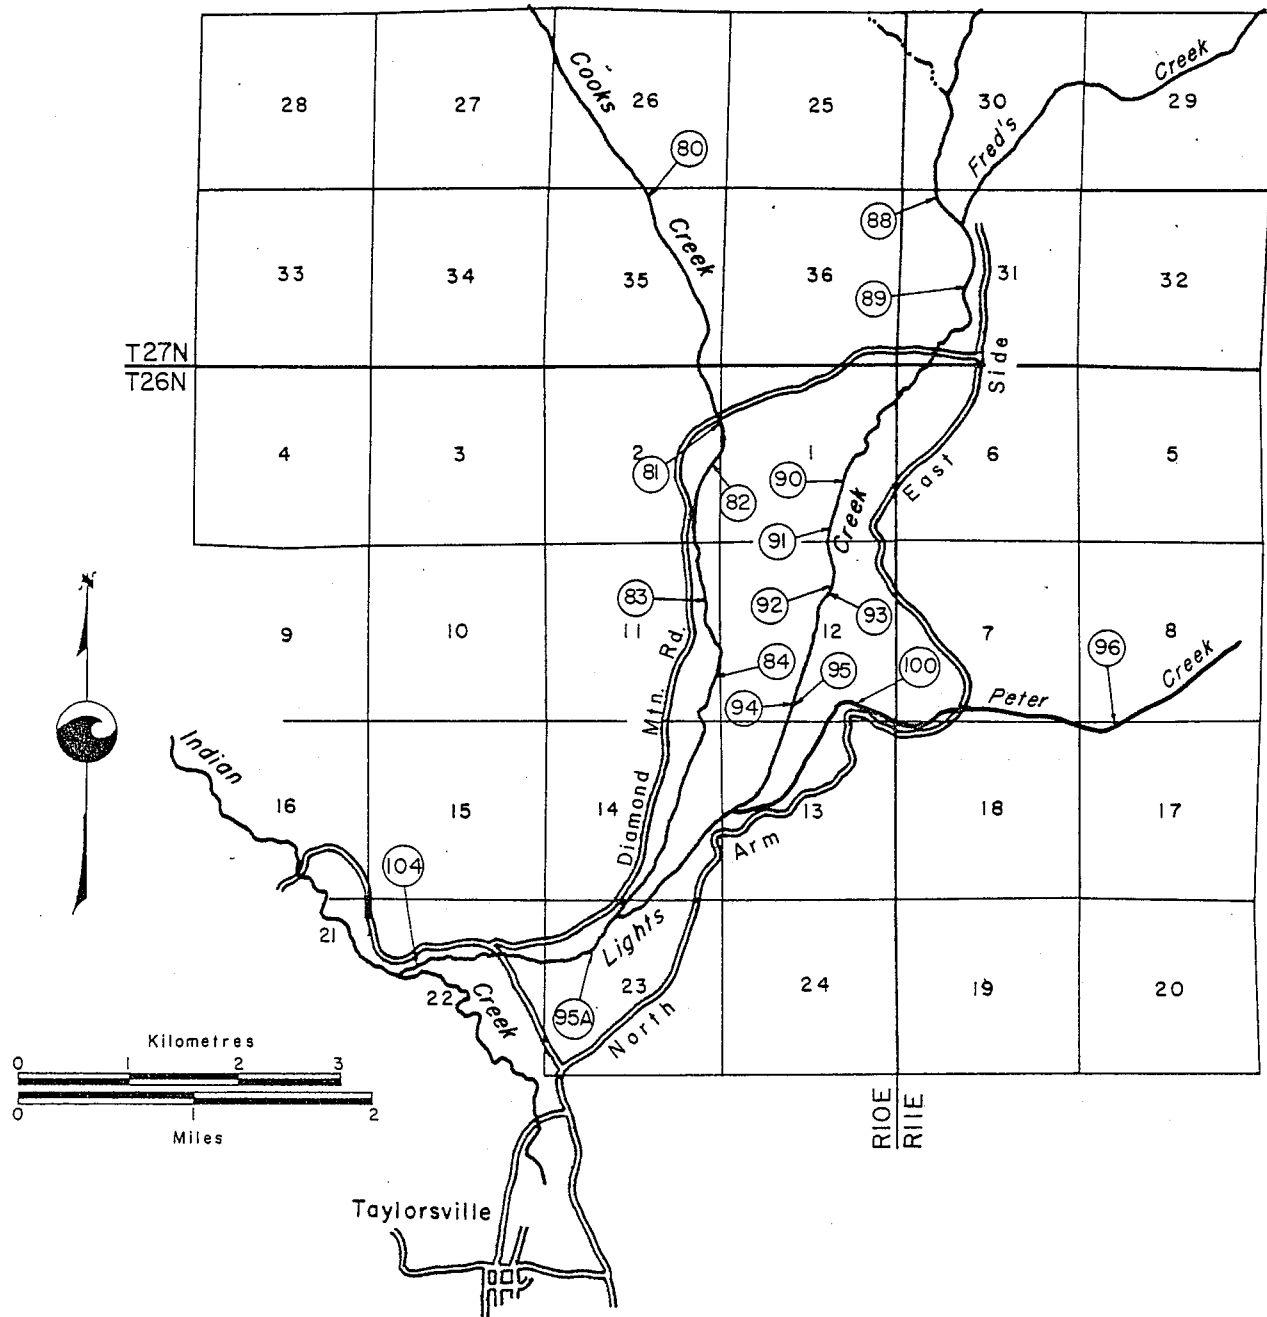 28
27
26
25
30
29
Cooks
Creek
Fred's
Creek
80
88
33
34
35
36
31
32
89
T27N
T26N
Side
4
3
2
1
6
5
81
82
90
East
91
Creek
83
92
93
9
10
11
12
7
8
Rd.
84
95
100
96
94
Peter
Creek
Mtn.
Indian
16
15
14
Diamond
13
18
17
Arm
104
21
Lights
22
Creek
23
24
19
20
95A
North
N
Kilometres
0 1 2 3
0 1 2
Miles
R10E
R11E
Taylorsville